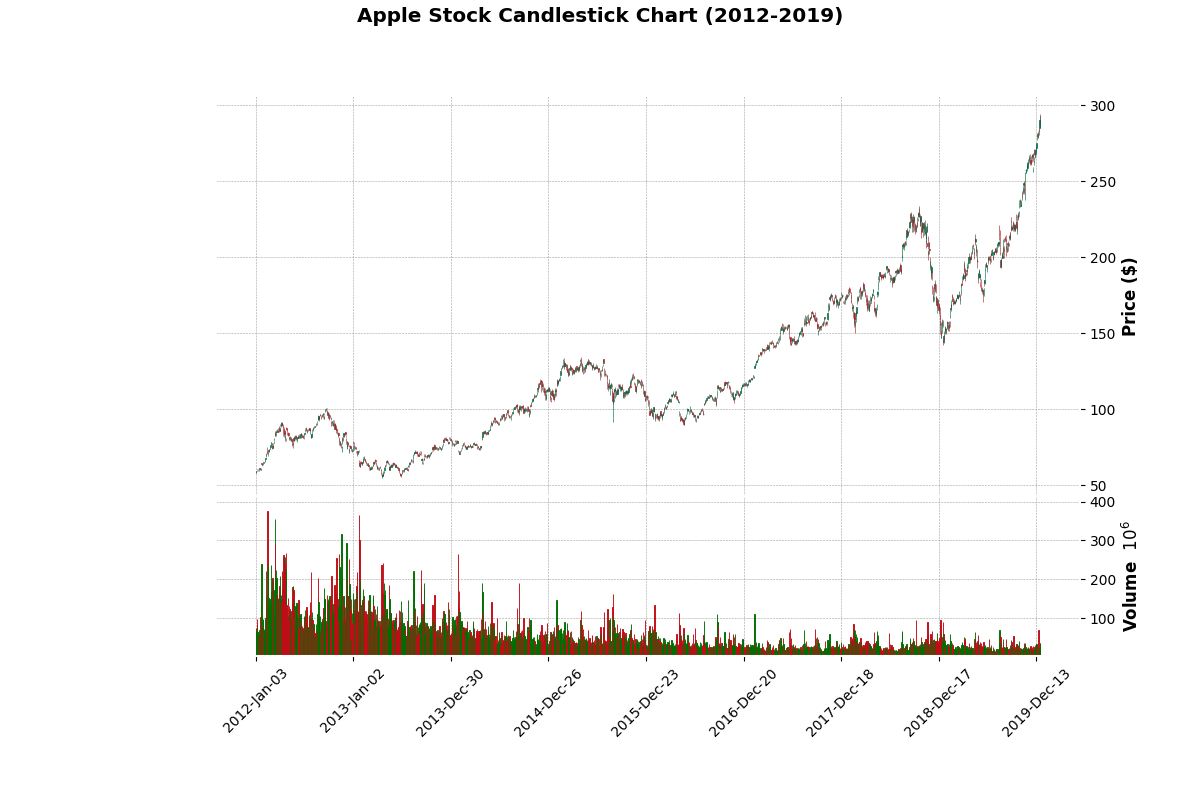 Apple Stock Candlestick Chart (2012-2019)
300
250
200
150
100
50
Price ($)
400
300
200
100
Volume 10^6
2012-Jan-03
2013-Jan-02
2013-Dec-30
2014-Dec-26
2015-Dec-23
2016-Dec-20
2017-Dec-18
2018-Dec-17
2019-Dec-13